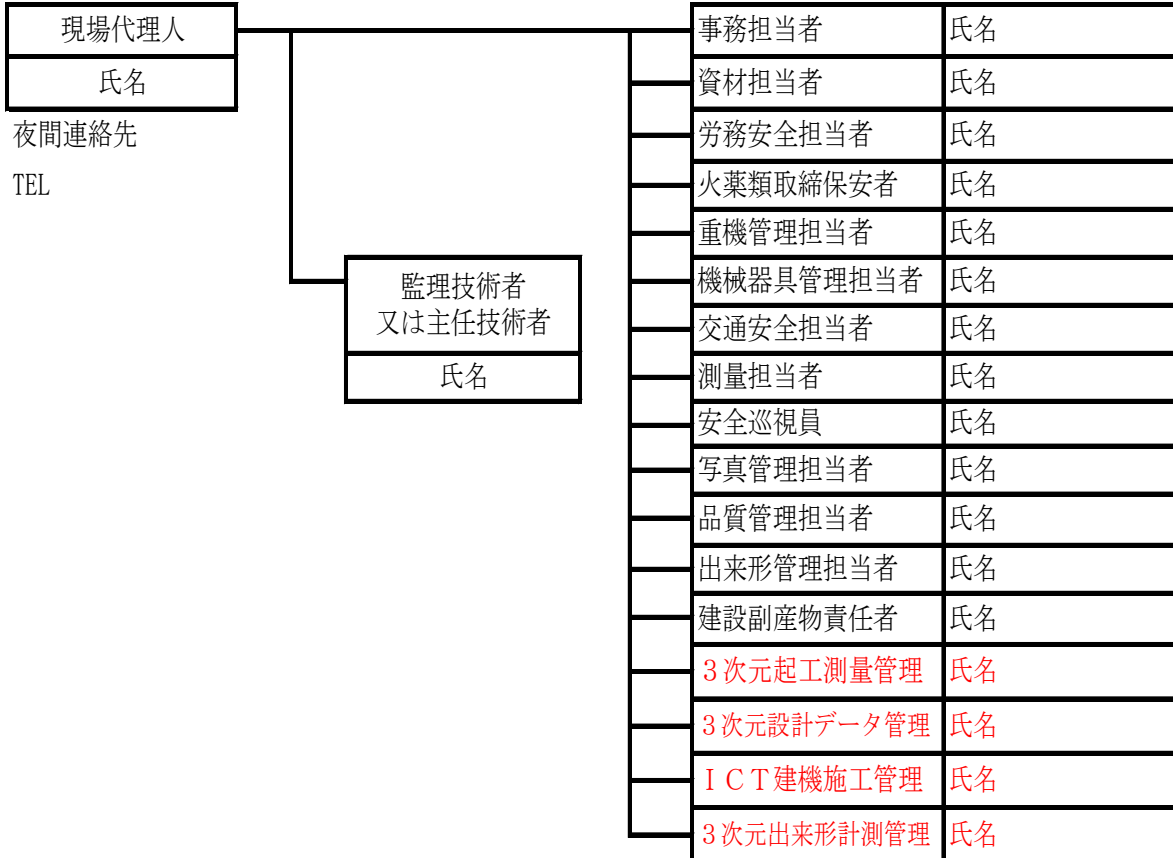 現場代理人
氏名
夜間連絡先
TEL
監理技術者
又は主任技術者
氏名
事務担当者 氏名
資材担当者 氏名
労務安全担当者 氏名
火薬類取締保安者 氏名
重機管理担当者 氏名
機械器具管理担当者 氏名
交通安全担当者 氏名
測量担当者 氏名
安全巡視員 氏名
写真管理担当者 氏名
品質管理担当者 氏名
出来形管理担当者 氏名
建設副産物責任者 氏名
３次元起工測量管理 氏名
３次元設計データ管理 氏名
ＩＣＴ建機施工管理 氏名
３次元出来形計測管理 氏名